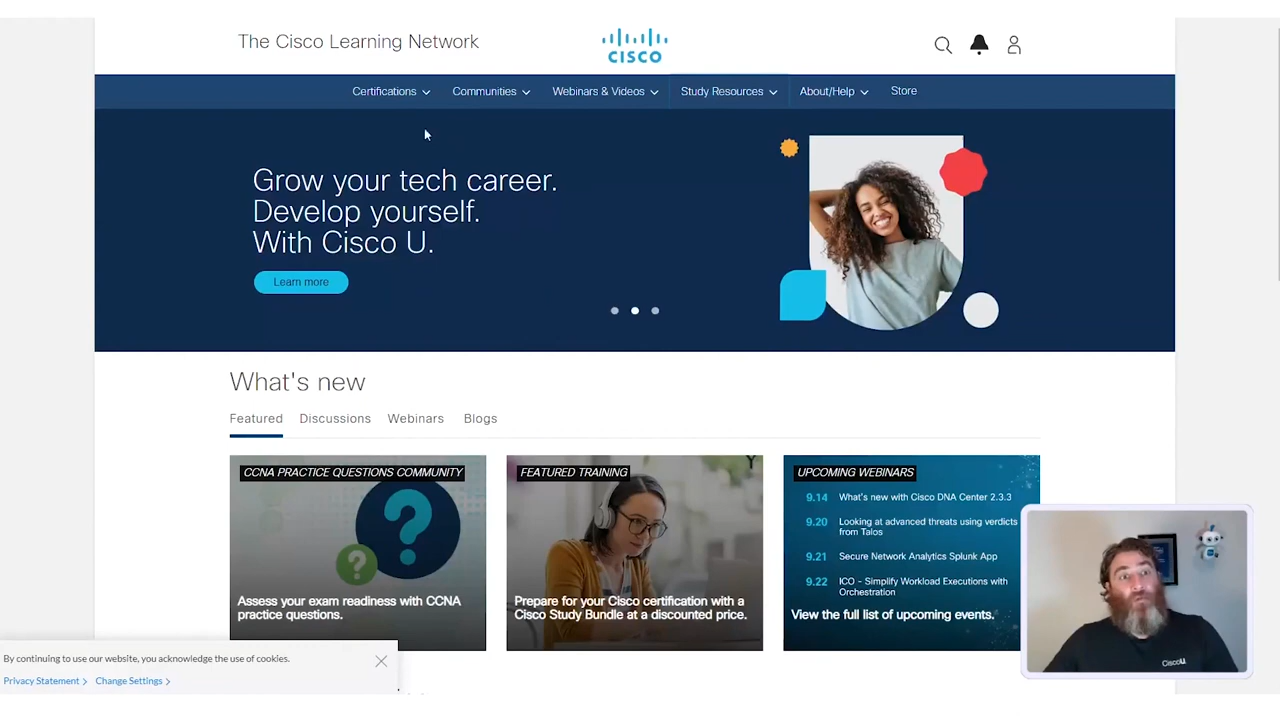 The Cisco Learning Network
CISCO
Certifications
Communities
Webinars & Videos
Study Resources
About/Help
Store
Grow your tech career.
Develop yourself.
With Cisco U.
Learn more
What's new
Featured
Discussions
Webinars
Blogs
CCNA PRACTICE QUESTIONS COMMUNITY
? ?
Assess your exam readiness with CCNA
practice questions.
FEATURED TRAINING
Prepare for your Cisco certification with a
Cisco Study Bundle at a discounted price.
UPCOMING WEBINARS
9.14 What's new with Cisco DNA Center 2.3.3
9.20 Looking at advanced threats using verdicts
from Talos
9.21 Secure Network Analytics Splunk App
9.22 ICO - Simplify Workload Executions with
Orchestration
View the full list of upcoming events.
By continuing to use our website, you acknowledge the use of cookies.
Privacy Statement
Change Settings
Cisco U.